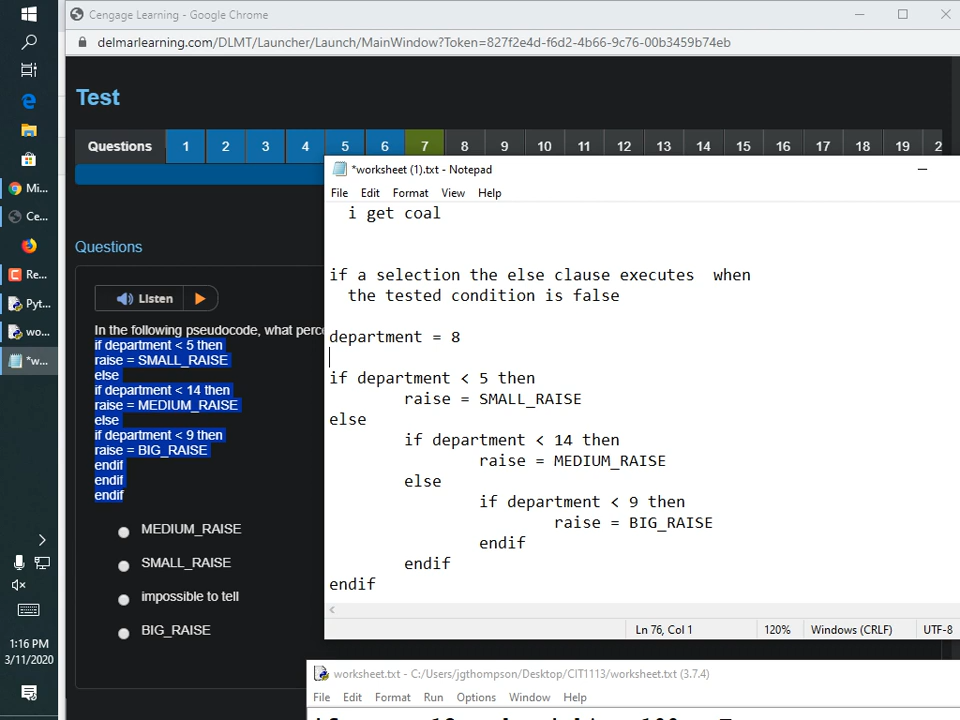 Cengage Learning - Google Chrome
delmarlearning.com/DLMT/Launcher/Launch/MainWindow?Token=827f2e4d-f6d2-4b66-9c76-00b3459b74eb
Test
Questions 1 2 3 4 5 6 7 8 9 10 11 12 13 14 15 16 17 18 19 2
Questions
Listen
In the following pseudocode, what perc
if department < 5 then
raise = SMALL_RAISE
else
if department < 14 then
raise = MEDIUM_RAISE
else
if department < 9 then
raise = BIG_RAISE
endif
endif
endif
MEDIUM_RAISE
SMALL_RAISE
impossible to tell
BIG_RAISE
*worksheet (1).txt - Notepad
File Edit Format View Help
i get coal
if a selection the else clause executes when
the tested condition is false
department = 8
if department < 5 then
raise = SMALL_RAISE
else
if department < 14 then
raise = MEDIUM_RAISE
else
if department < 9 then
raise = BIG_RAISE
endif
endif
endif
Ln 76, Col 1 120% Windows (CRLF) UTF-8
worksheet.txt - C:/Users/jgthompson/Desktop/CIT1113/worksheet.txt (3.7.4)
File Edit Format Run Options Window Help
Mi...
Ce...
Re...
Pyt...
wo...
*w...
1:16 PM
3/11/2020